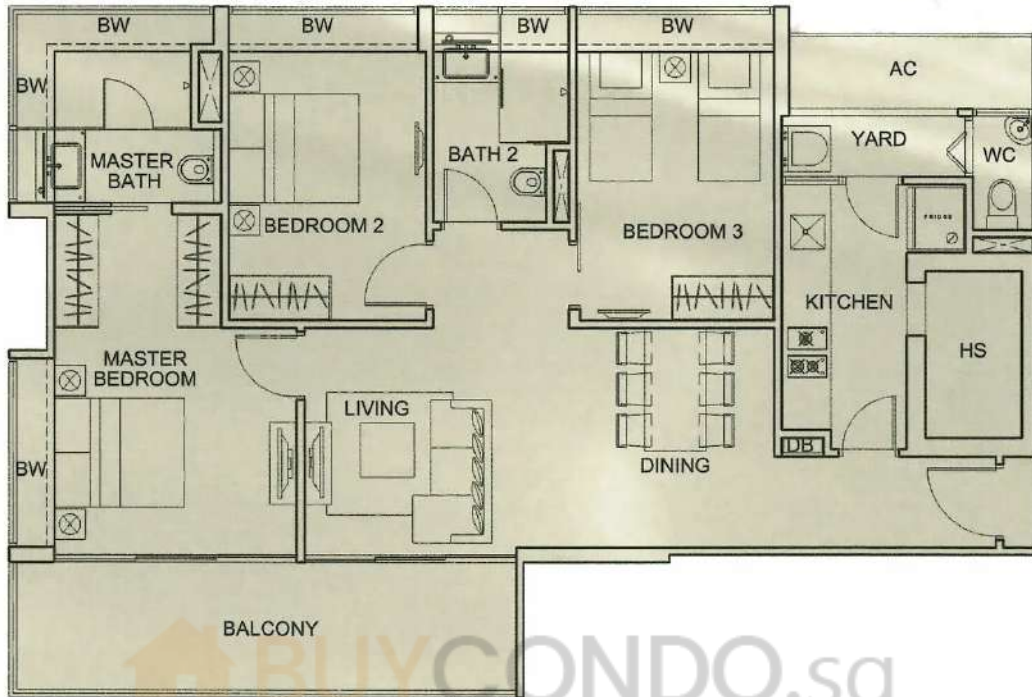 BW
BW
BW
BW
BW
AC
YARD
WC
MASTER
BATH
BATH 2
BEDROOM 2
BEDROOM 3
FRIDGE
KITCHEN
HS
MASTER
BEDROOM
LIVING
DINING
DB
BW
BALCONY
BUYCONDO.sg